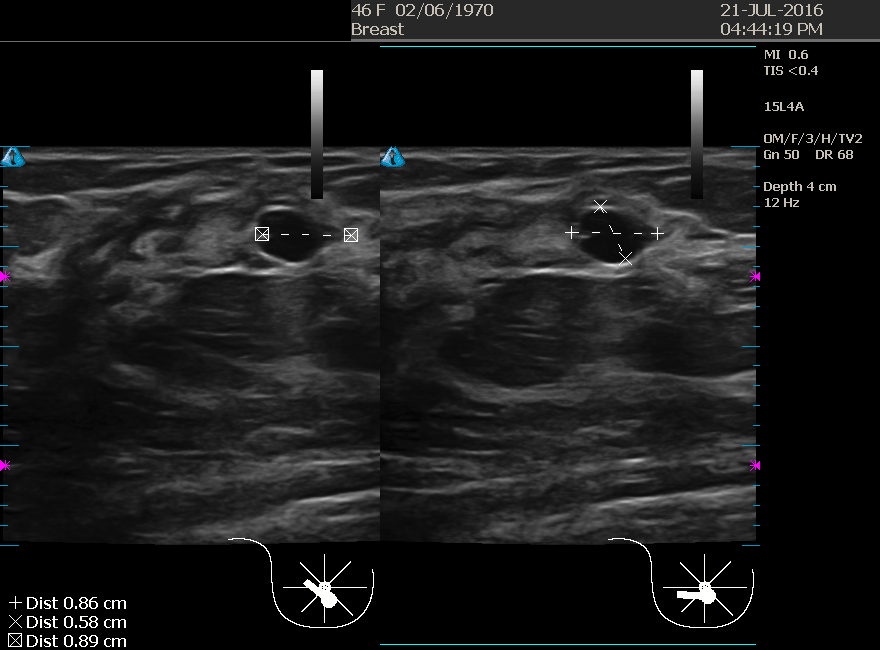 46 F 02/06/1970
21-JUL-2016
Breast
04:44:19 PM
MI 0.6
TIS <0.4
15L4A
OM/F/3/H/TV2
Gn 50 DR 68
Depth 4 cm
12 Hz
Dist 0.86 cm
Dist 0.58 cm
Dist 0.89 cm